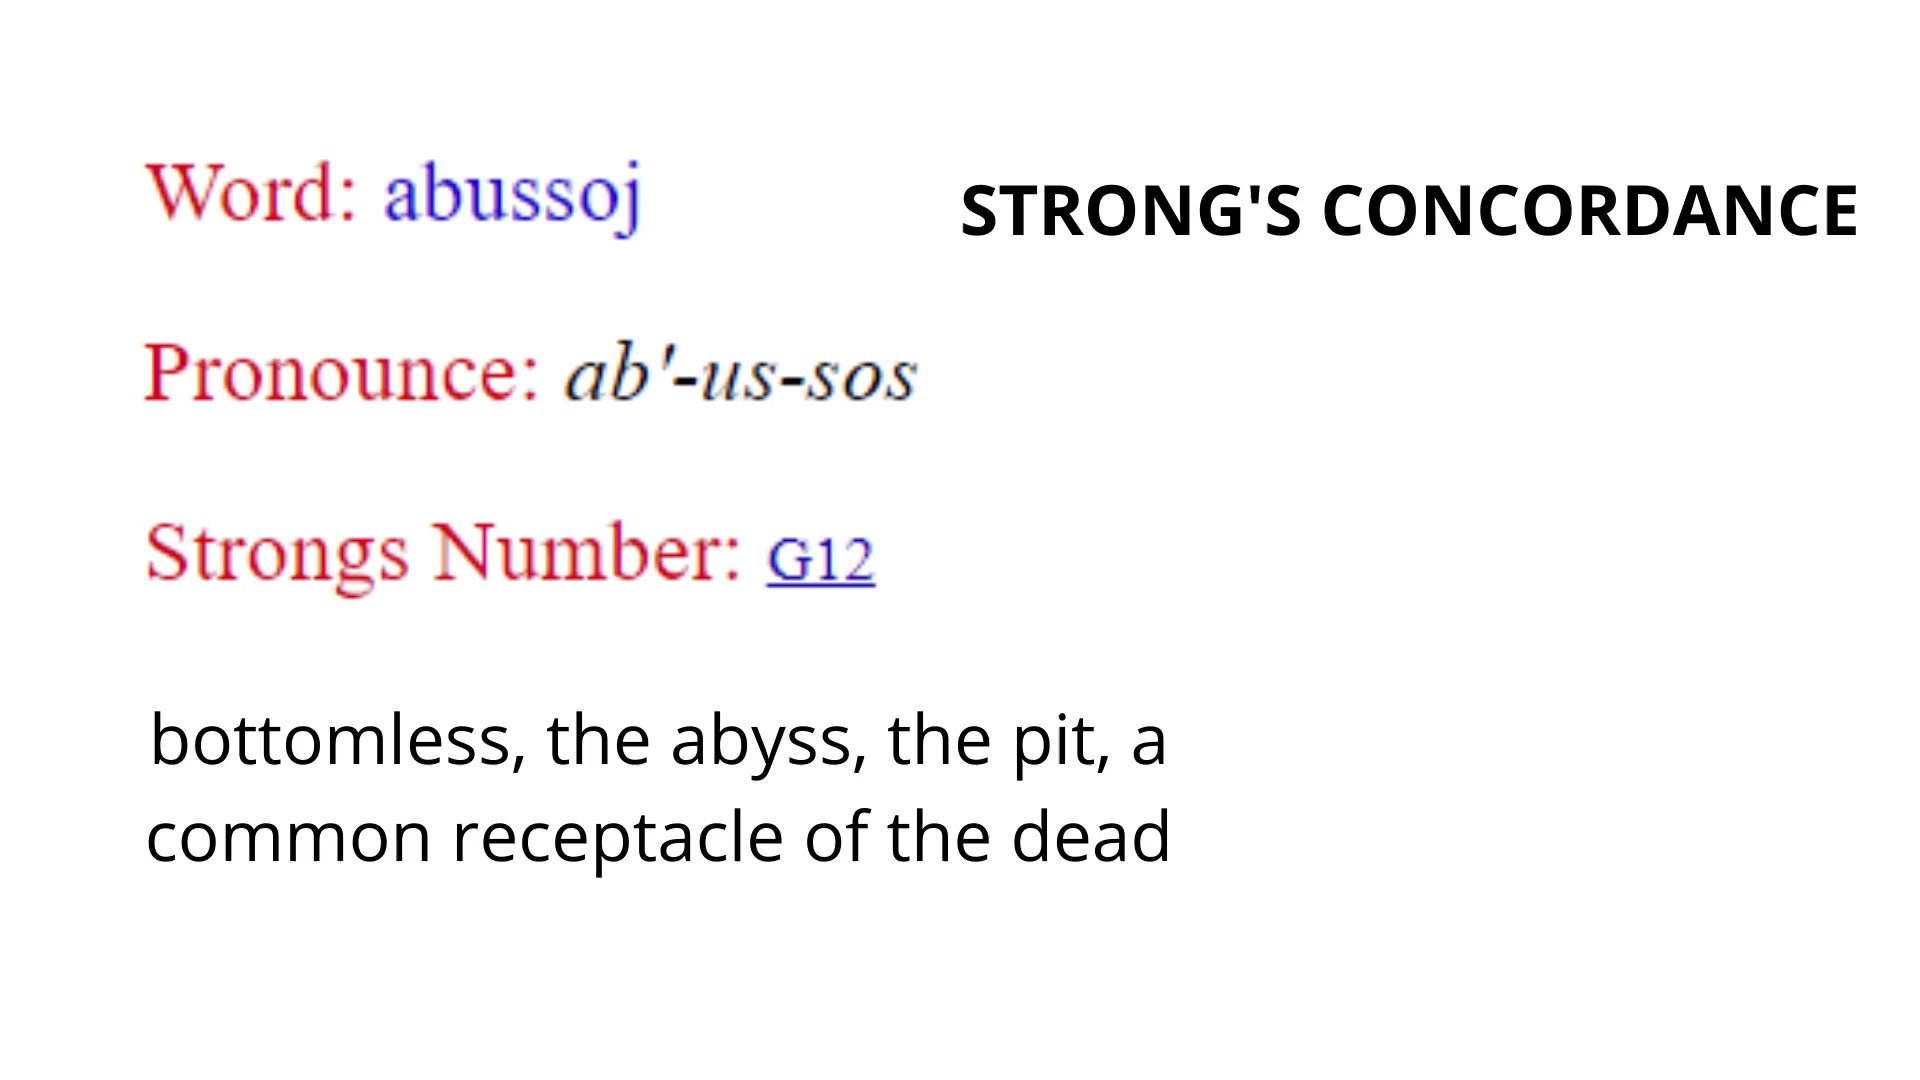 Word: abussoj
STRONG'S CONCORDANCE
Pronounce: ab'-us-sos
Strongs Number: G12
bottomless, the abyss, the pit, a
common receptacle of the dead